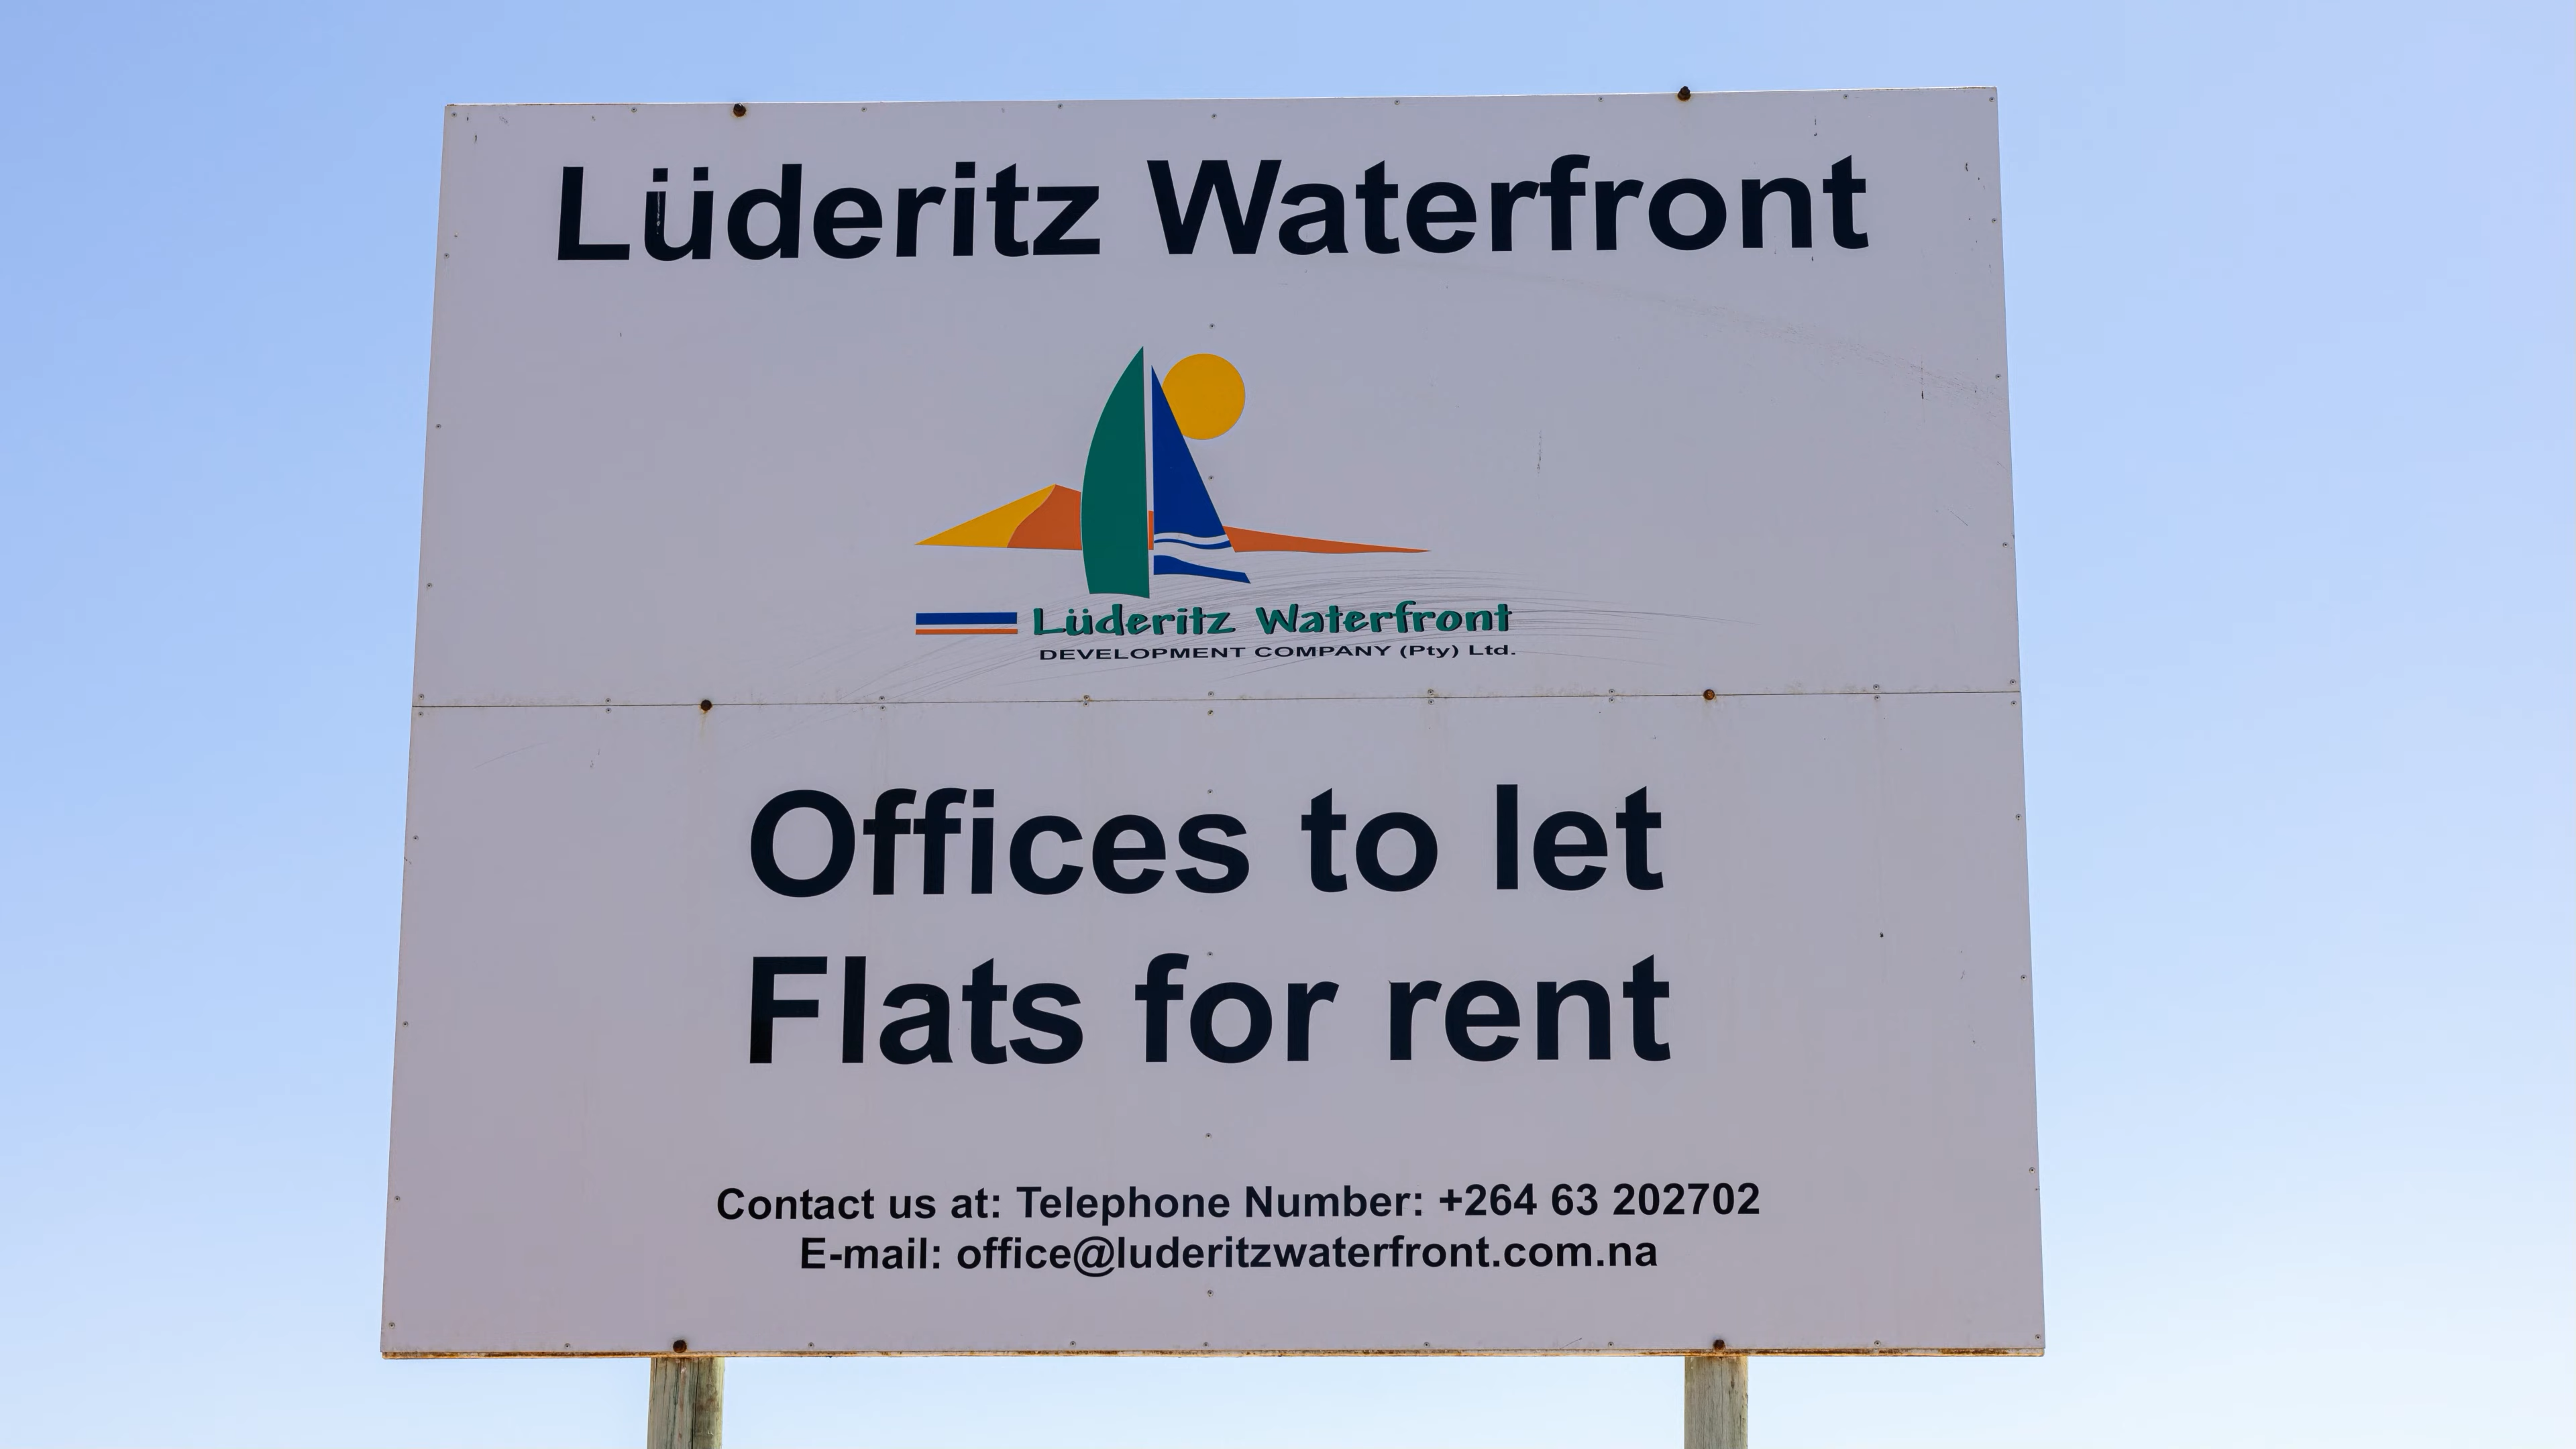 Lüderitz Waterfront
Lüderitz Waterfront
DEVELOPMENT COMPANY (Pty) Ltd.
Offices to let
Flats for rent
Contact us at: Telephone Number: +264 63 202702
E-mail: office@luderitzwaterfront.com.na